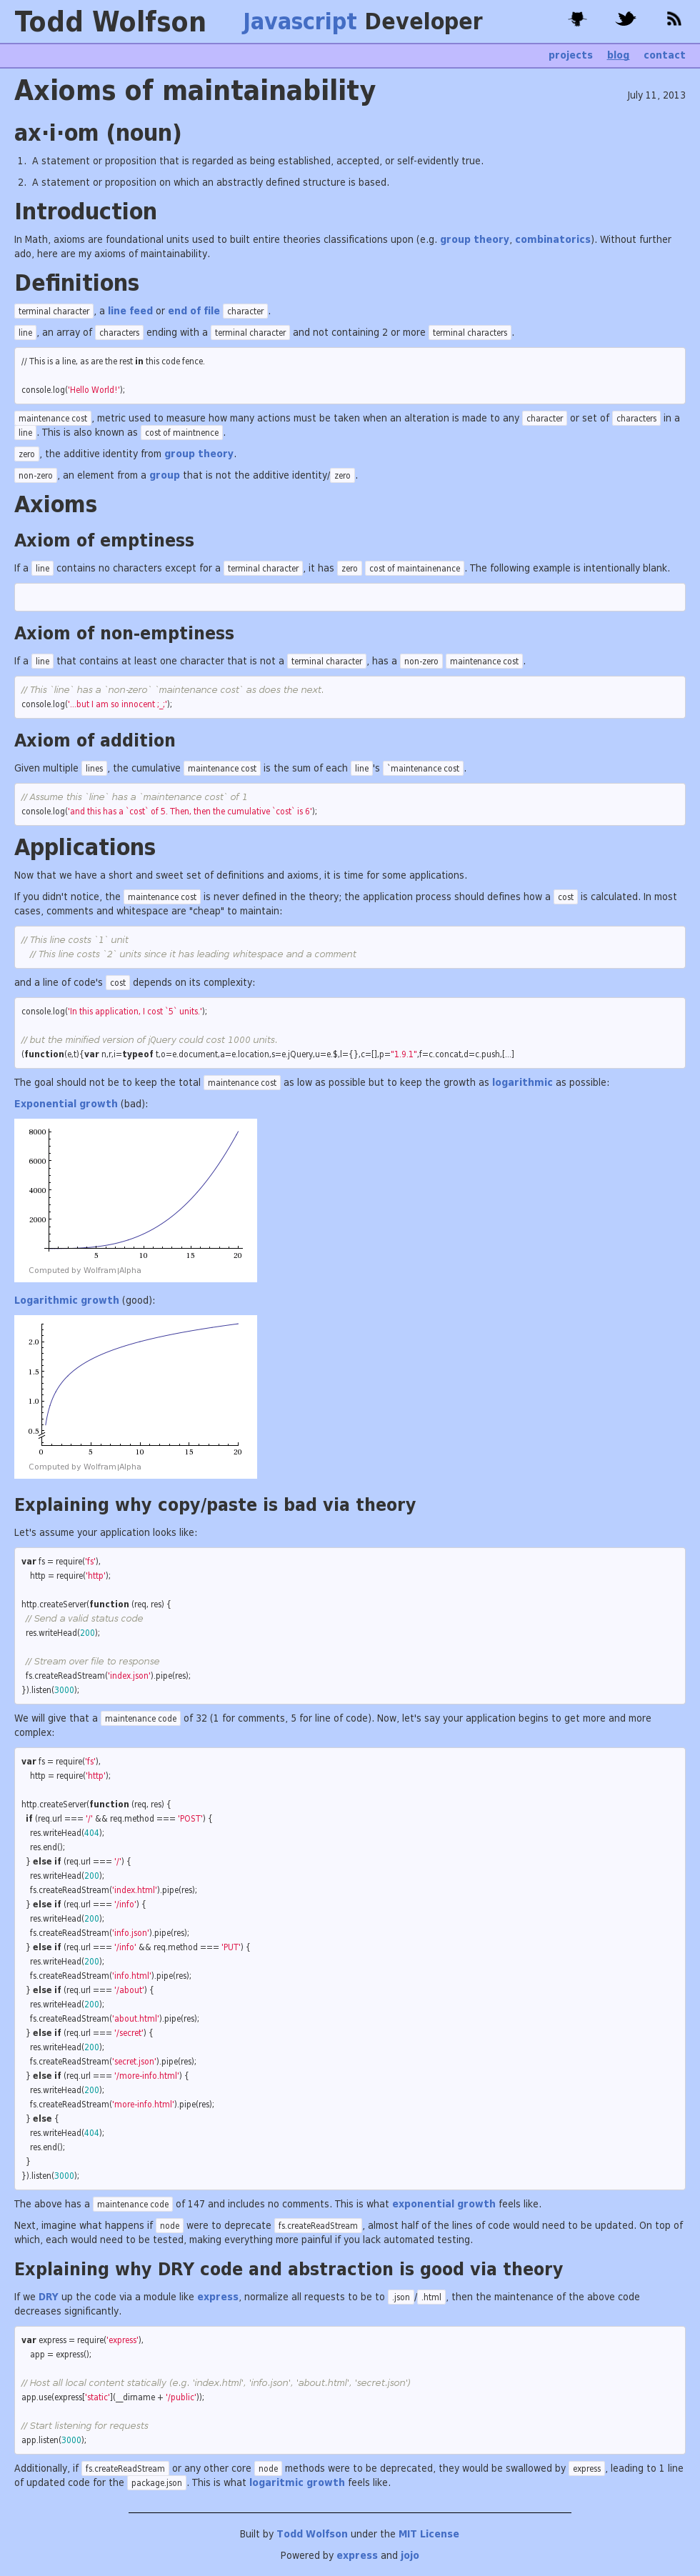 Todd Wolfson Javascript Developer
projects blog contact
Axioms of maintainability
July 11, 2013
ax·i·om (noun)
1. A statement or proposition that is regarded as being established, accepted, or self-evidently true.
2. A statement or proposition on which an abstractly defined structure is based.
Introduction
In Math, axioms are foundational units used to built entire theories classifications upon (e.g. group theory, combinatorics). Without further
ado, here are my axioms of maintainability.
Definitions
terminal character, a line feed or end of file character.
line, an array of characters ending with a terminal character and not containing 2 or more terminal characters.
// This is a line, as are the rest in this code fence.
console.log('Hello World!');
maintenance cost, metric used to measure how many actions must be taken when an alteration is made to any character or set of characters in a
line. This is also known as cost of maintnence.
zero, the additive identity from group theory.
non-zero, an element from a group that is not the additive identity/zero.
Axioms
Axiom of emptiness
If a line contains no characters except for a terminal character, it has zero cost of maintainenance. The following example is intentionally blank.
Axiom of non-emptiness
If a line that contains at least one character that is not a terminal character, has a non-zero maintenance cost.
// This `line` has a `non-zero` `maintenance cost` as does the next.
console.log('...but I am so innocent ;_;');
Axiom of addition
Given multiple lines, the cumulative maintenance cost is the sum of each line's `maintenance cost.
// Assume this `line` has a `maintenance cost` of 1
console.log('and this has a `cost` of 5. Then, then the cumulative `cost` is 6');
Applications
Now that we have a short and sweet set of definitions and axioms, it is time for some applications.
If you didn't notice, the maintenance cost is never defined in the theory; the application process should defines how a cost is calculated. In most
cases, comments and whitespace are "cheap" to maintain:
// This line costs `1` unit
// This line costs `2` units since it has leading whitespace and a comment
and a line of code's cost depends on its complexity:
console.log('In this application, I cost `5` units.');
// but the minified version of jQuery could cost 1000 units.
(function(e,t){var n,r,i=typeof t,o=e.document,a=e.location,s=e.jQuery,u=e.$,l={},c=[],p="1.9.1",f=c.concat,d=c.push,[...]
The goal should not be to keep the total maintenance cost as low as possible but to keep the growth as logarithmic as possible:
Exponential growth (bad):
8000
6000
4000
2000
5 10 15 20
Computed by Wolfram|Alpha
Logarithmic growth (good):
2.0
1.5
1.0
0.5
0 5 10 15 20
Computed by Wolfram|Alpha
Explaining why copy/paste is bad via theory
Let's assume your application looks like:
var fs = require('fs'),
http = require('http');
http.createServer(function (req, res) {
// Send a valid status code
res.writeHead(200);
// Stream over file to response
fs.createReadStream('index.json').pipe(res);
}).listen(3000);
We will give that a maintenance code of 32 (1 for comments, 5 for line of code). Now, let's say your application begins to get more and more
complex:
var fs = require('fs'),
http = require('http');
http.createServer(function (req, res) {
if (req.url === '/' && req.method === 'POST') {
res.writeHead(404);
res.end();
} else if (req.url === '/') {
res.writeHead(200);
fs.createReadStream('index.html').pipe(res);
} else if (req.url === '/info') {
res.writeHead(200);
fs.createReadStream('info.json').pipe(res);
} else if (req.url === '/info' && req.method === 'PUT') {
res.writeHead(200);
fs.createReadStream('info.html').pipe(res);
} else if (req.url === '/about') {
res.writeHead(200);
fs.createReadStream('about.html').pipe(res);
} else if (req.url === '/secret') {
res.writeHead(200);
fs.createReadStream('secret.json').pipe(res);
} else if (req.url === '/more-info.html') {
res.writeHead(200);
fs.createReadStream('more-info.html').pipe(res);
} else {
res.writeHead(404);
res.end();
}
}).listen(3000);
The above has a maintenance code of 147 and includes no comments. This is what exponential growth feels like.
Next, imagine what happens if node were to deprecate fs.createReadStream, almost half of the lines of code would need to be updated. On top of
which, each would need to be tested, making everything more painful if you lack automated testing.
Explaining why DRY code and abstraction is good via theory
If we DRY up the code via a module like express, normalize all requests to be to .json/.html, then the maintenance of the above code
decreases significantly.
var express = require('express'),
app = express();
// Host all local content statically (e.g. 'index.html', 'info.json', 'about.html', 'secret.json')
app.use(express['static'](__dirname + '/public'));
// Start listening for requests
app.listen(3000);
Additionally, if fs.createReadStream or any other core node methods were to be deprecated, they would be swallowed by express, leading to 1 line
of updated code for the package.json. This is what logaritmic growth feels like.
Built by Todd Wolfson under the MIT License
Powered by express and jojo